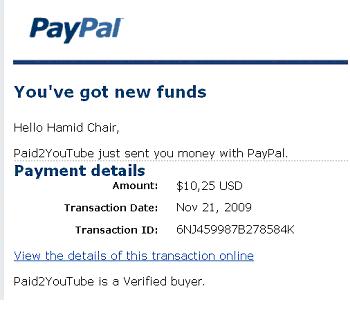 PayPal
You've got new funds
Hello Hamid Chair,
Paid2YouTube just sent you money with PayPal.
Payment details
Amount: $10,25 USD
Transaction Date: Nov 21, 2009
Transaction ID: 6NJ459987B278584K
View the details of this transaction online
Paid2YouTube is a Verified buyer.